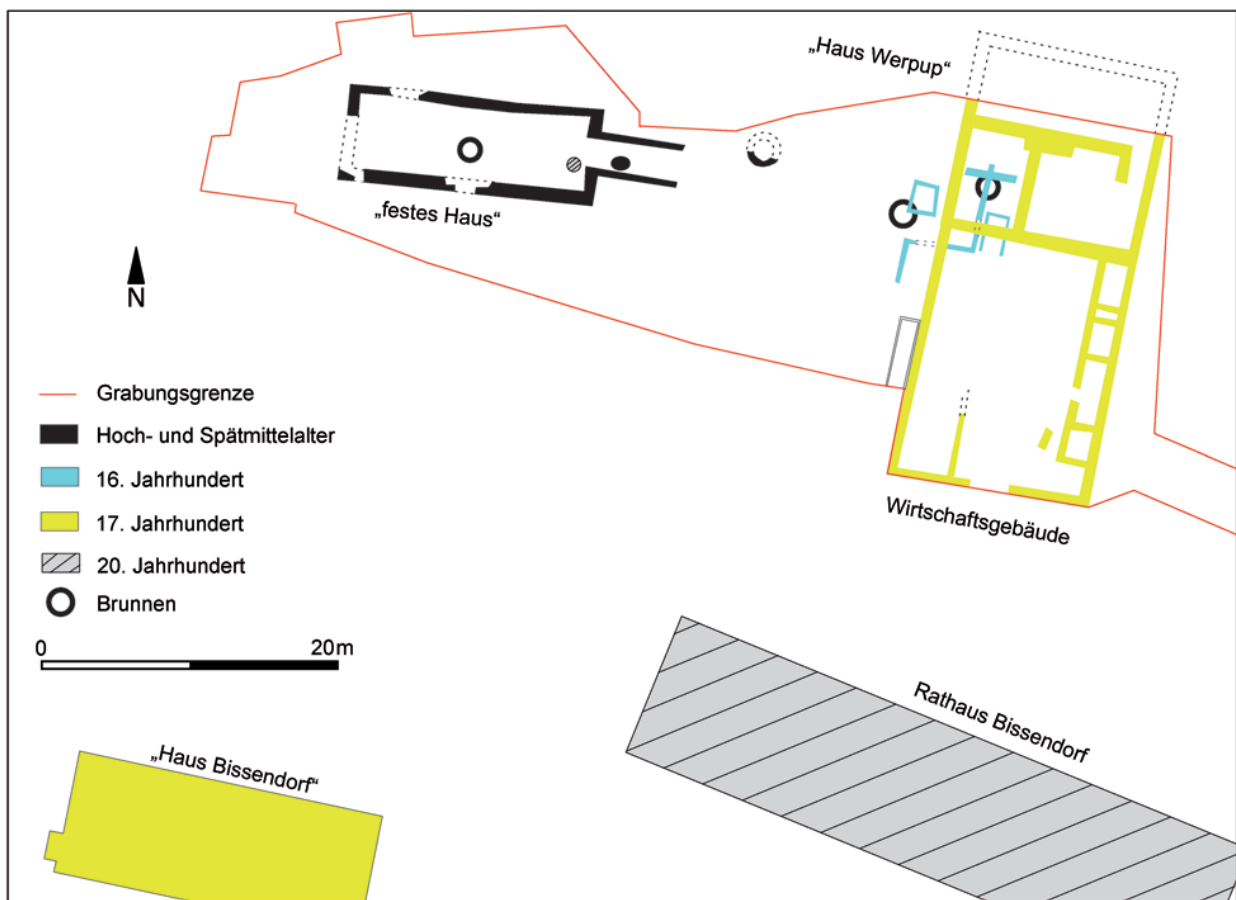 „Haus Werpup“
„festes Haus“
N
Grabungsgrenze
Hoch- und Spätmittelalter
16. Jahrhundert
17. Jahrhundert
20. Jahrhundert
Brunnen
0 20m
Wirtschaftsgebäude
Rathaus Bissendorf
„Haus Bissendorf“